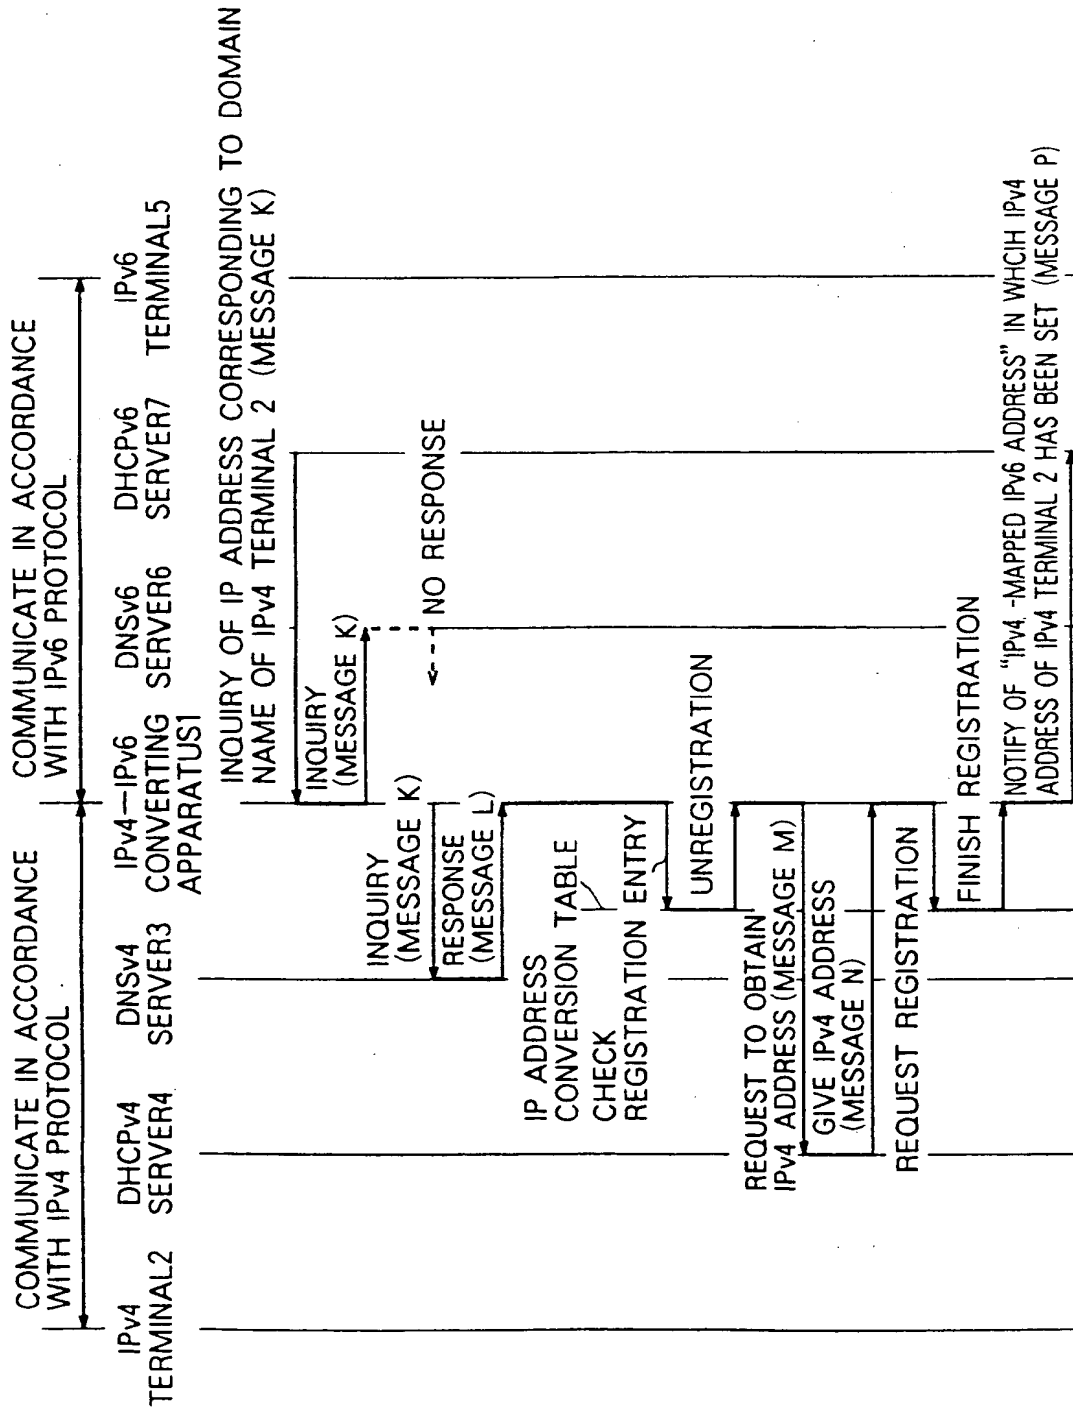 COMMUNICATE IN ACCORDANCE
WITH IPv4 PROTOCOL
COMMUNICATE IN ACCORDANCE
WITH IPv6 PROTOCOL
IPv4
TERMINAL2
DHCPv4
SERVER4
DNSv4
SERVER3
IPv4-IPv6
CONVERTING
APPARATUS1
DNSv6
SERVER6
DHCPv6
SERVER7
IPv6
TERMINAL5
INQUIRY OF IP ADDRESS CORRESPONDING TO DOMAIN
NAME OF IPv4 TERMINAL 2 (MESSAGE K)
INQUIRY
(MESSAGE K)
NO RESPONSE
INQUIRY
(MESSAGE K)
RESPONSE
(MESSAGE L)
IP ADDRESS
CONVERSION TABLE
CHECK
REGISTRATION ENTRY
UNREGISTRATION
REQUEST TO OBTAIN
IPv4 ADDRESS (MESSAGE M)
GIVE IPv4 ADDRESS
(MESSAGE N)
REQUEST REGISTRATION
FINISH REGISTRATION
NOTIFY OF "IPv4 -MAPPED IPv6 ADDRESS" IN WHCIH IPv4
ADDRESS OF IPv4 TERMINAL 2 HAS BEEN SET (MESSAGE P)